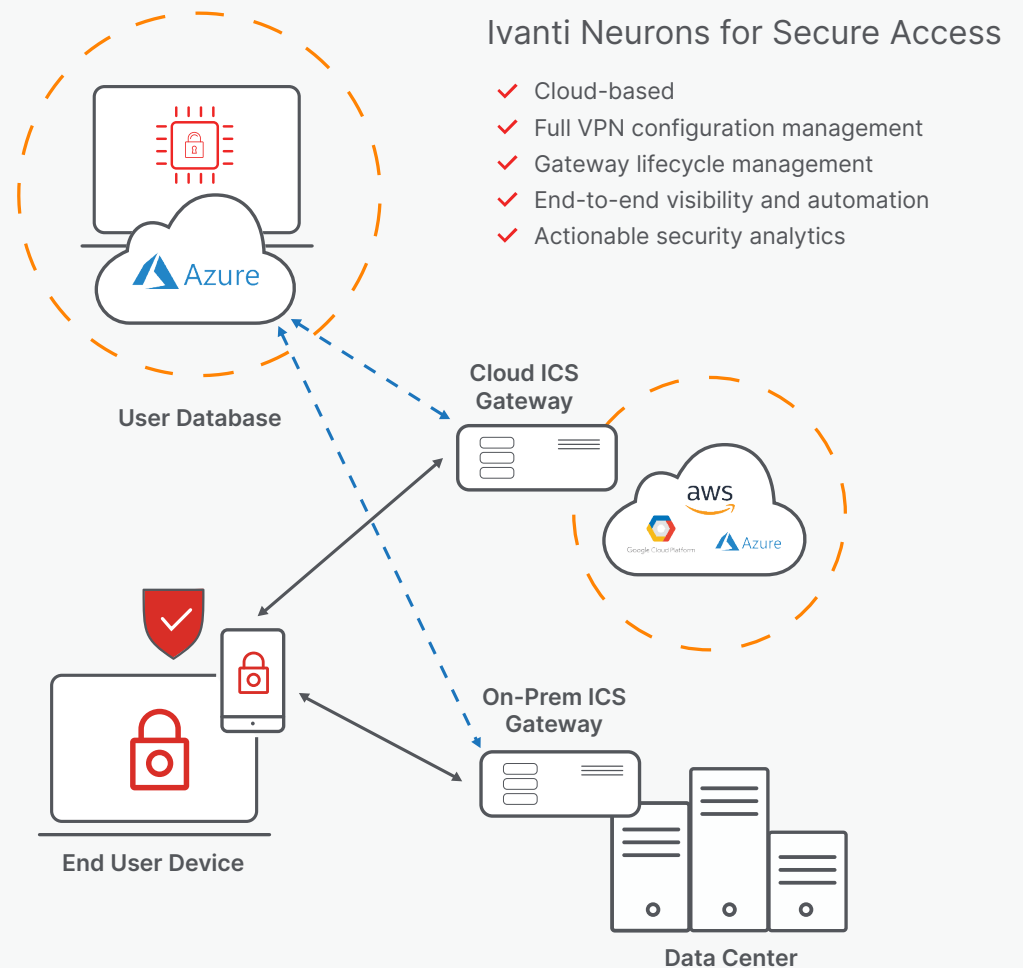 Ivanti Neurons for Secure Access
Cloud-based
Full VPN configuration management
Gateway lifecycle management
End-to-end visibility and automation
Actionable security analytics
Azure
User Database
Cloud ICS
Gateway
aws
Google Cloud Platform
Azure
On-Prem ICS
Gateway
End User Device
Data Center